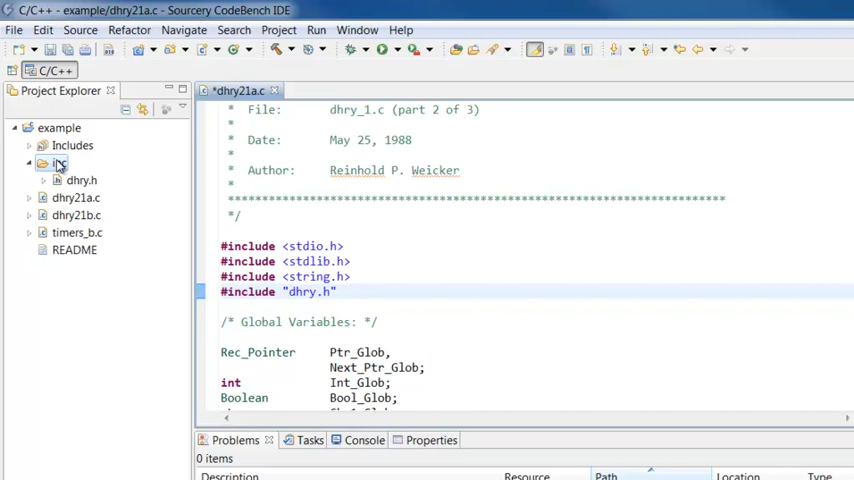 C/C++ - example/dhry21a.c - Sourcery CodeBench IDE
File Edit Source Refactor Navigate Search Project Run Window Help
C/C++
Project Explorer
*dhry21a.c
example
Includes
dhry.h
dhry21a.c
dhry21b.c
timers_b.c
README
*  File:       dhry_1.c (part 2 of 3)
*
*  Date:       May 25, 1988
*
*  Author:     Reinhold P. Weicker
*
****************************************************************************
*/
#include <stdio.h>
#include <stdlib.h>
#include <string.h>
#include "dhry.h"
/* Global Variables: */
Rec_Pointer     Ptr_Glob,
Next_Ptr_Glob;
int             Int_Glob;
Boolean         Bool_Glob;
Problems Tasks Console Properties
0 items
Description Resource Path Location Type